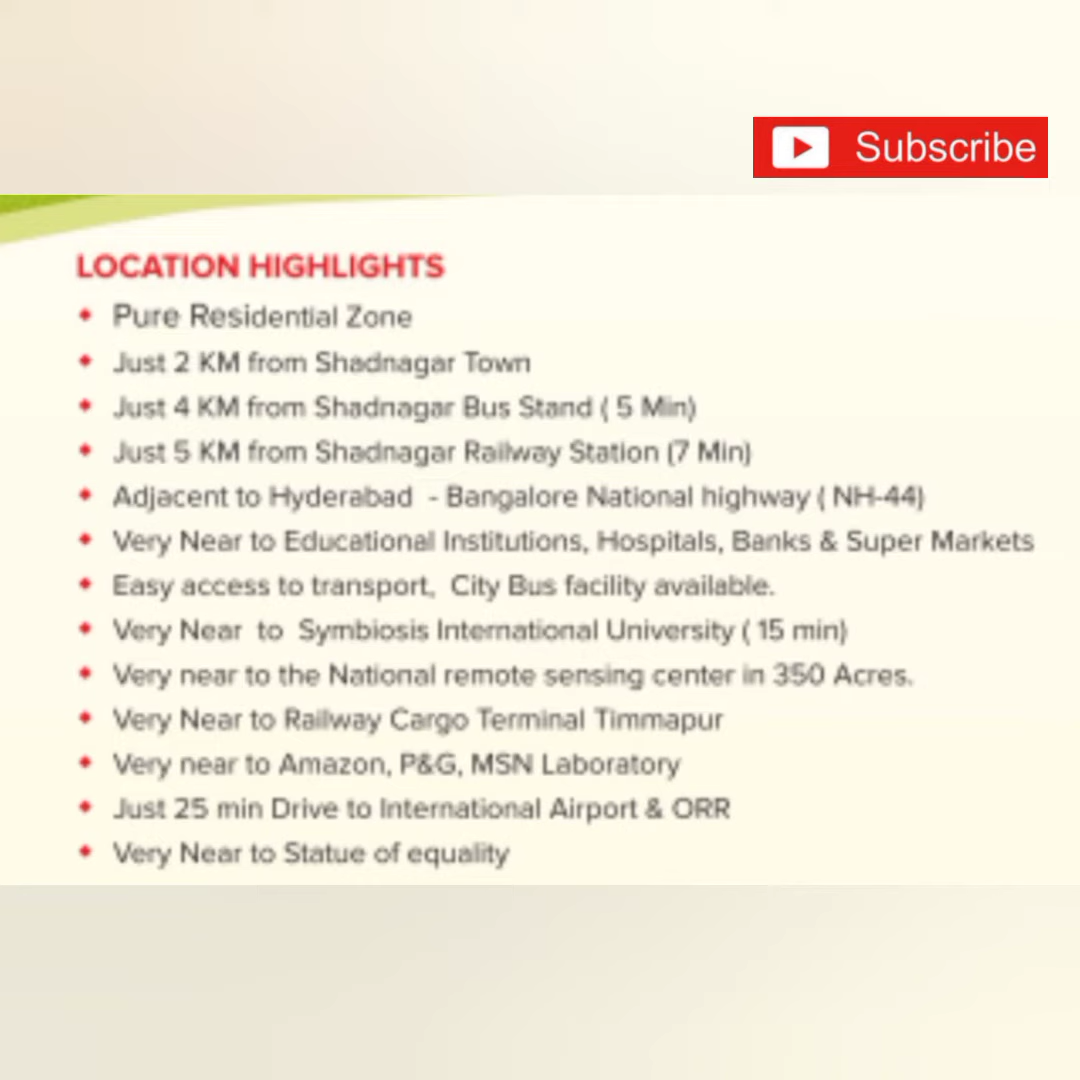 Subscribe
LOCATION HIGHLIGHTS
Pure Residential Zone
Just 2 KM from Shadnagar Town
Just 4 KM from Shadnagar Bus Stand ( 5 Min)
Just 5 KM from Shadnagar Railway Station (7 Min)
Adjacent to Hyderabad - Bangalore National highway ( NH-44)
Very Near to Educational Institutions, Hospitals, Banks & Super Markets
Easy access to transport, City Bus facility available.
Very Near to Symbiosis International University ( 15 min)
Very near to the National remote sensing center in 350 Acres.
Very Near to Railway Cargo Terminal Timmapur
Very near to Amazon, P&G, MSN Laboratory
Just 25 min Drive to International Airport & ORR
Very Near to Statue of equality